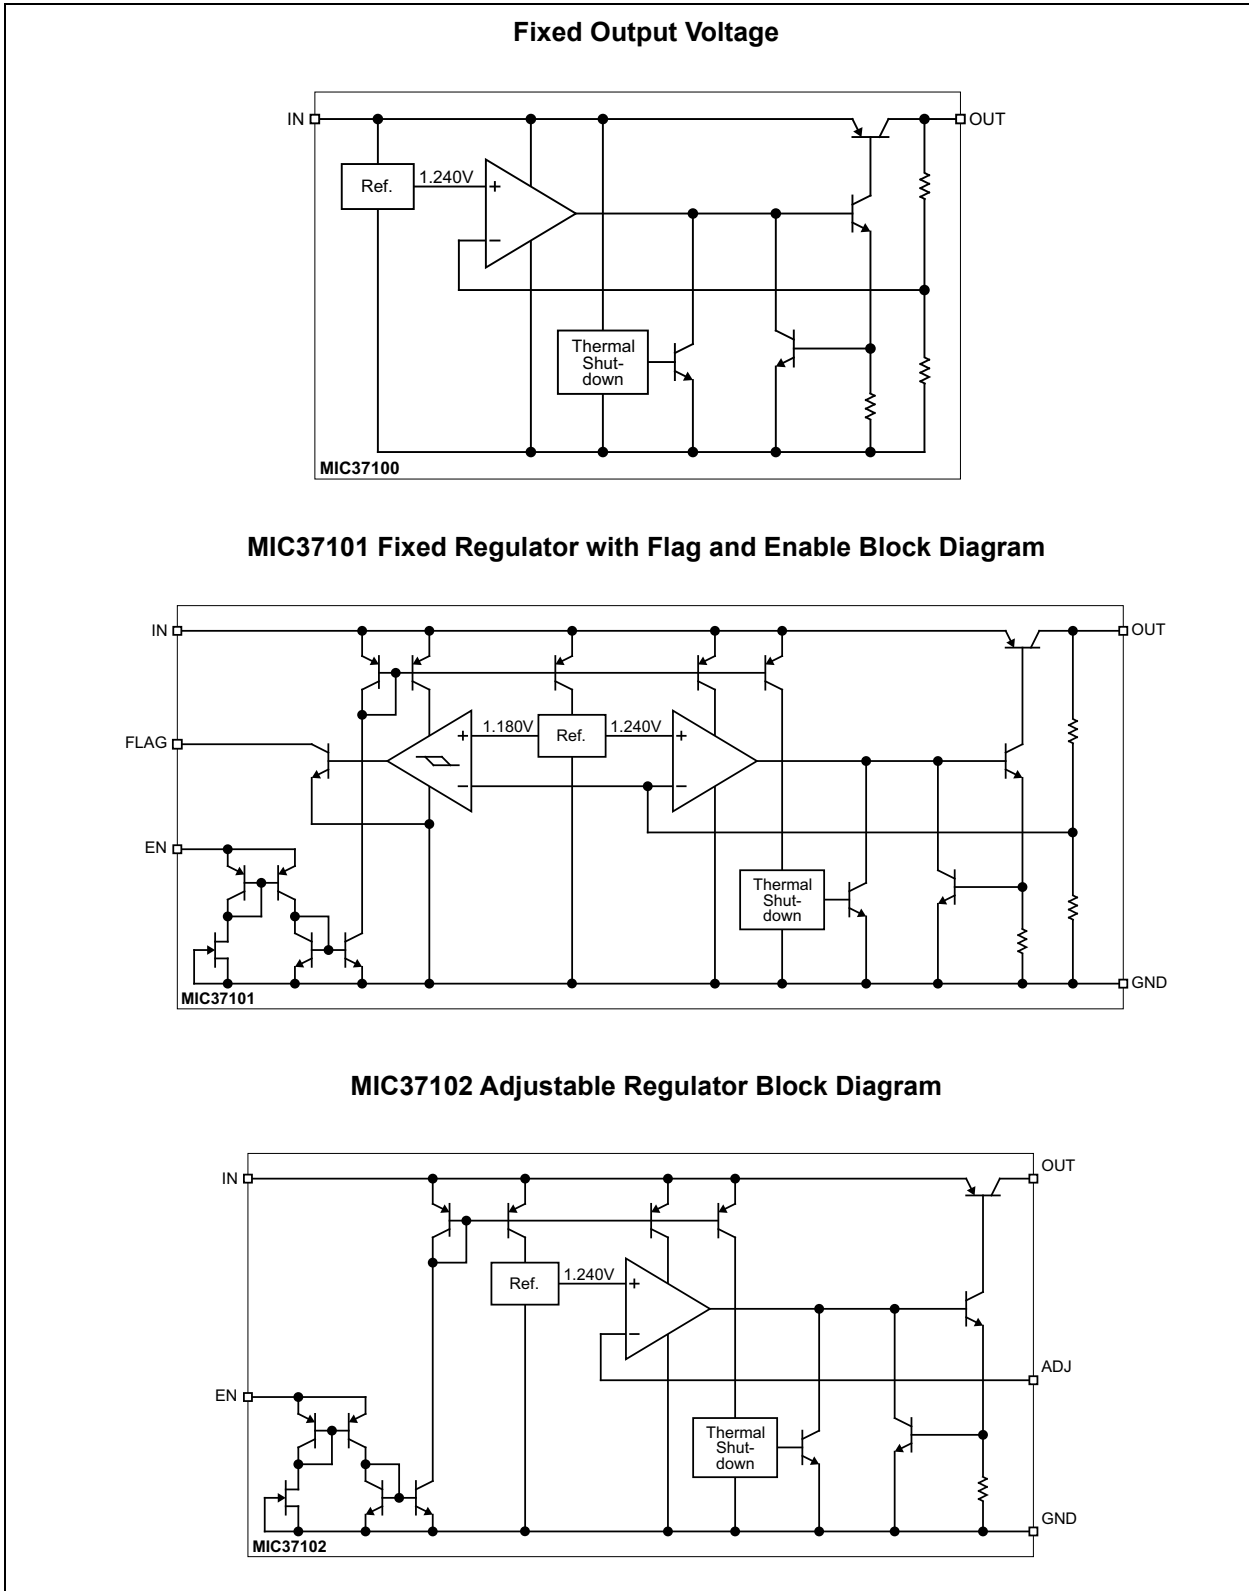 Fixed Output Voltage
IN
OUT
Ref.
1.240V
+
−
Thermal
Shut-
down
MIC37100
MIC37101 Fixed Regulator with Flag and Enable Block Diagram
IN
OUT
FLAG
1.180V
Ref.
1.240V
+
+
−
−
EN
Thermal
Shut-
down
GND
MIC37101
MIC37102 Adjustable Regulator Block Diagram
IN
OUT
Ref.
1.240V
+
−
ADJ
EN
Thermal
Shut-
down
GND
MIC37102